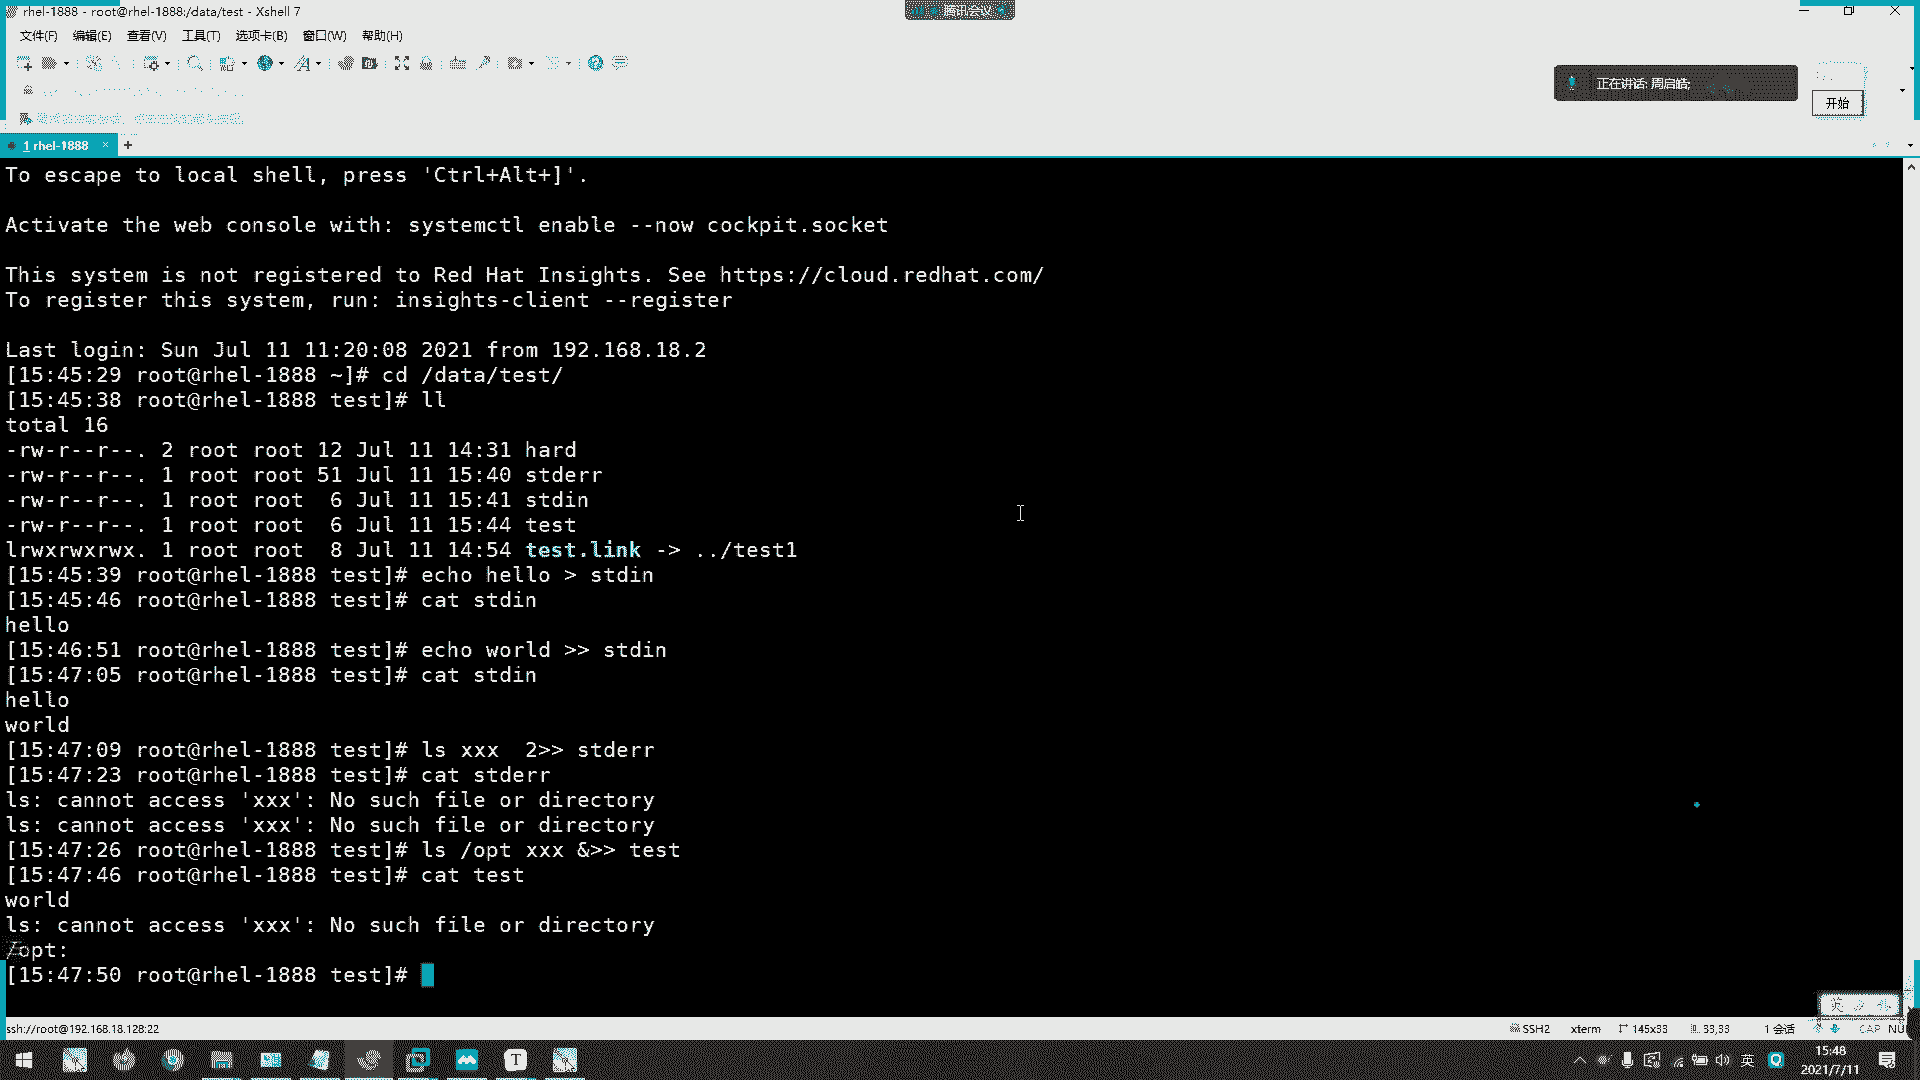 rhel-1888 - root@rhel-1888:/data/test - Xshell 7
腾讯会议
文件(F) 编辑(E) 查看(V) 工具(T) 选项卡(B) 窗口(W) 帮助(H)
正在讲话: 周启皓;
开始
1 rhel-1888
To escape to local shell, press 'Ctrl+Alt+]'.
Activate the web console with: systemctl enable --now cockpit.socket
This system is not registered to Red Hat Insights. See https://cloud.redhat.com/
To register this system, run: insights-client --register
Last login: Sun Jul 11 11:20:08 2021 from 192.168.18.2
[15:45:29 root@rhel-1888 ~]# cd /data/test/
[15:45:38 root@rhel-1888 test]# ll
total 16
-rw-r--r--. 2 root root 12 Jul 11 14:31 hard
-rw-r--r--. 1 root root 51 Jul 11 15:40 stderr
-rw-r--r--. 1 root root  6 Jul 11 15:41 stdin
-rw-r--r--. 1 root root  6 Jul 11 15:44 test
lrwxrwxrwx. 1 root root  8 Jul 11 14:54 test.link -> ../test1
[15:45:39 root@rhel-1888 test]# echo hello > stdin
[15:45:46 root@rhel-1888 test]# cat stdin
hello
[15:46:51 root@rhel-1888 test]# echo world >> stdin
[15:47:05 root@rhel-1888 test]# cat stdin
hello
world
[15:47:09 root@rhel-1888 test]# ls xxx  2>> stderr
[15:47:23 root@rhel-1888 test]# cat stderr
ls: cannot access 'xxx': No such file or directory
ls: cannot access 'xxx': No such file or directory
[15:47:26 root@rhel-1888 test]# ls /opt xxx &>> test
[15:47:46 root@rhel-1888 test]# cat test
world
ls: cannot access 'xxx': No such file or directory
/opt:
[15:47:50 root@rhel-1888 test]#
英
ssh://root@192.168.18.128:22 SSH2 xterm 145x33 33,33 1 会话 CAP NU
英 15:48
2021/7/11